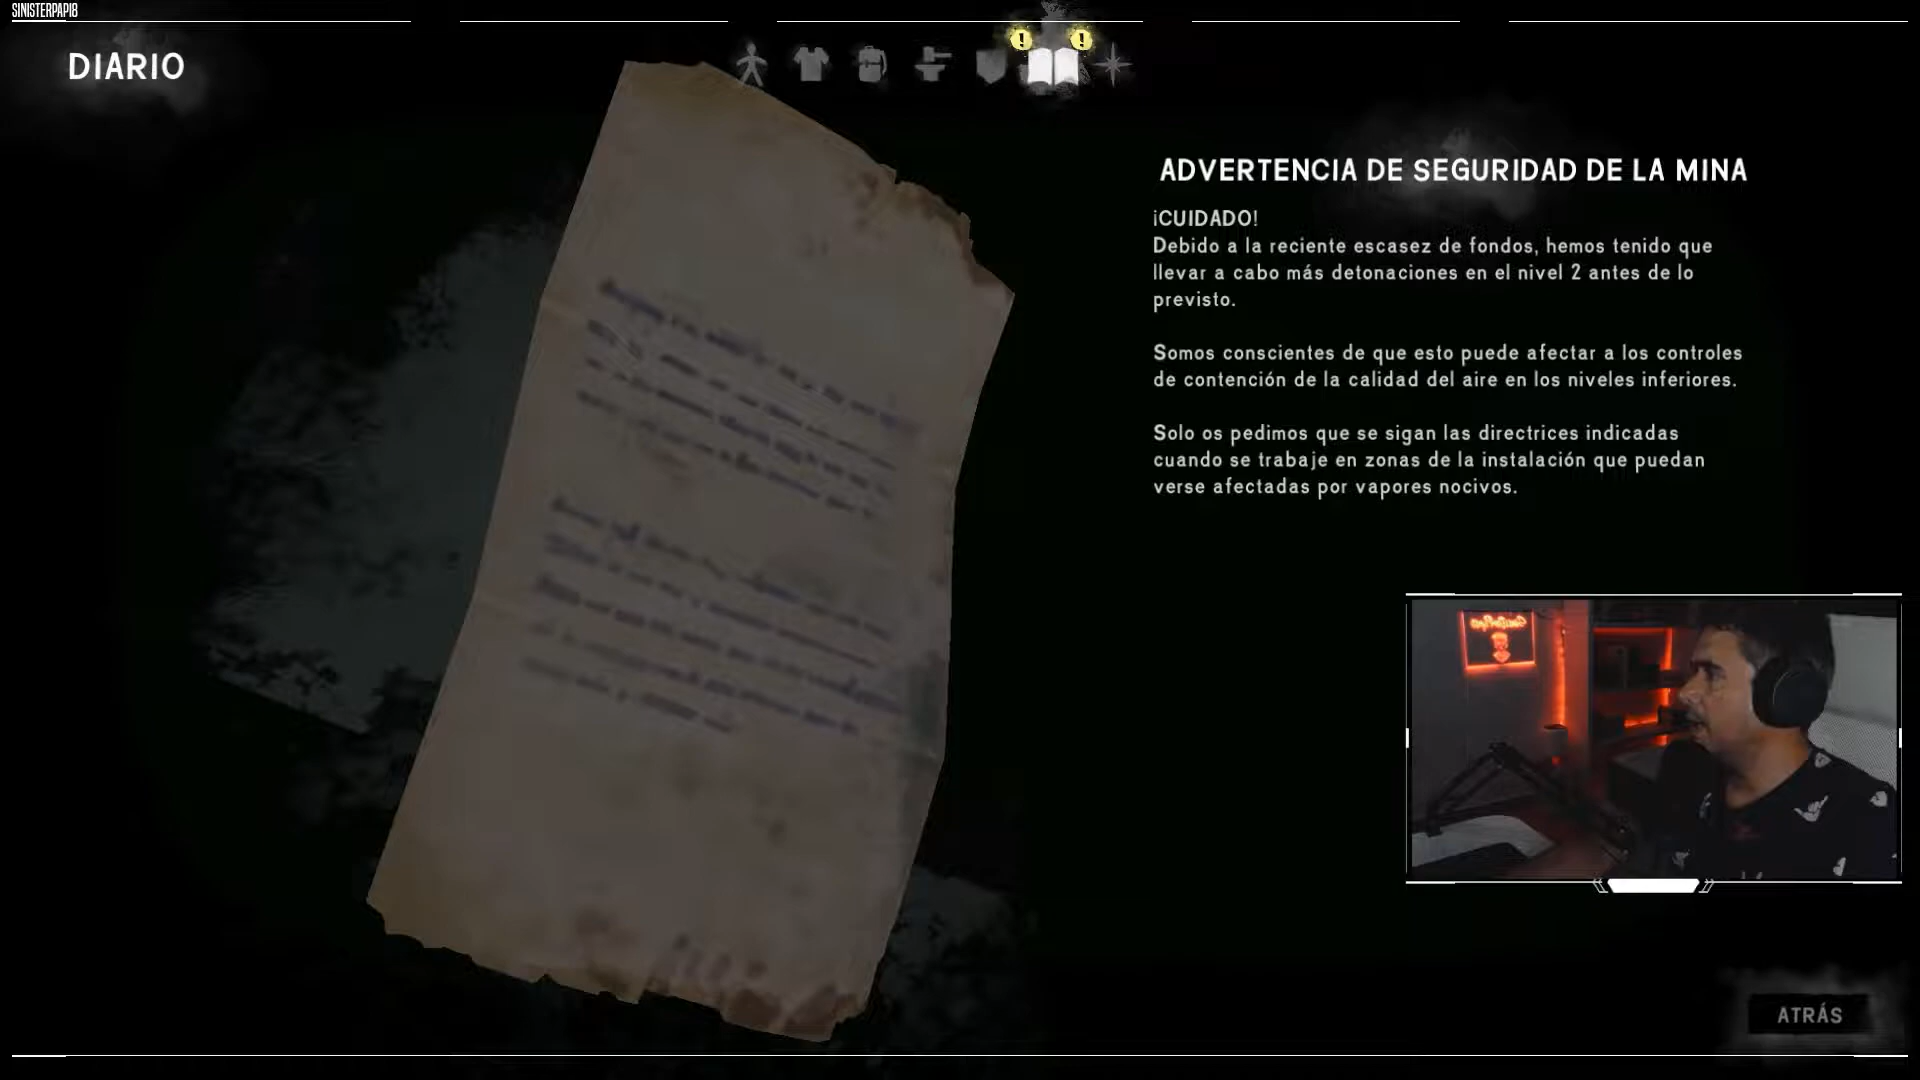 SINISTERPAPI8
DIARIO
ADVERTENCIA DE SEGURIDAD DE LA MINA
¡CUIDADO!
Debido a la reciente escasez de fondos, hemos tenido que
llevar a cabo más detonaciones en el nivel 2 antes de lo
previsto.
Somos conscientes de que esto puede afectar a los controles
de contención de la calidad del aire en los niveles inferiores.
Solo os pedimos que se sigan las directrices indicadas
cuando se trabaje en zonas de la instalación que puedan
verse afectadas por vapores nocivos.
ATRÁS